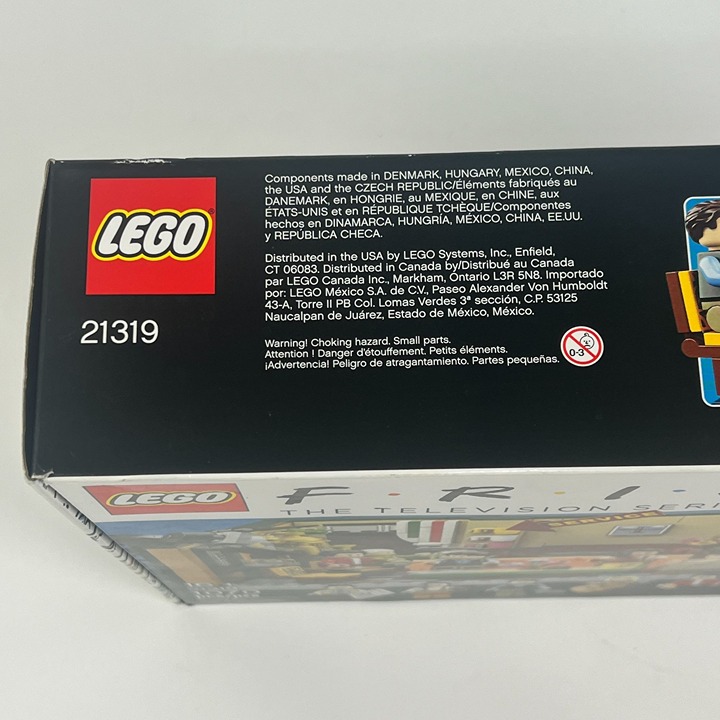 LEGO
21319
Components made in DENMARK, HUNGARY, MEXICO, CHINA,
the USA and the CZECH REPUBLIC/Éléments fabriqués au
DANEMARK, en HONGRIE, au MEXIQUE, en CHINE, aux
ÉTATS-UNIS et en RÉPUBLIQUE TCHÈQUE/Componentes
hechos en DINAMARCA, HUNGRÍA, MÉXICO, CHINA, EE.UU.
y REPÚBLICA CHECA.
Distributed in the USA by LEGO Systems, Inc., Enfield,
CT 06083. Distributed in Canada by/Distribué au Canada
par LEGO Canada Inc., Markham, Ontario L3R 5N8. Importado
por: LEGO México S.A. de C.V., Paseo Alexander Von Humboldt
43-A, Torre II PB Col. Lomas Verdes 3ª sección, C.P. 53125
Naucalpan de Juárez, Estado de México, México.
Warning! Choking hazard. Small parts.
Attention ! Danger d'étouffement. Petits éléments.
¡Advertencia! Peligro de atragantamiento. Partes pequeñas.
0-3
LEGO
F·R·I·
THE TELEVISION SERI
SERVICE